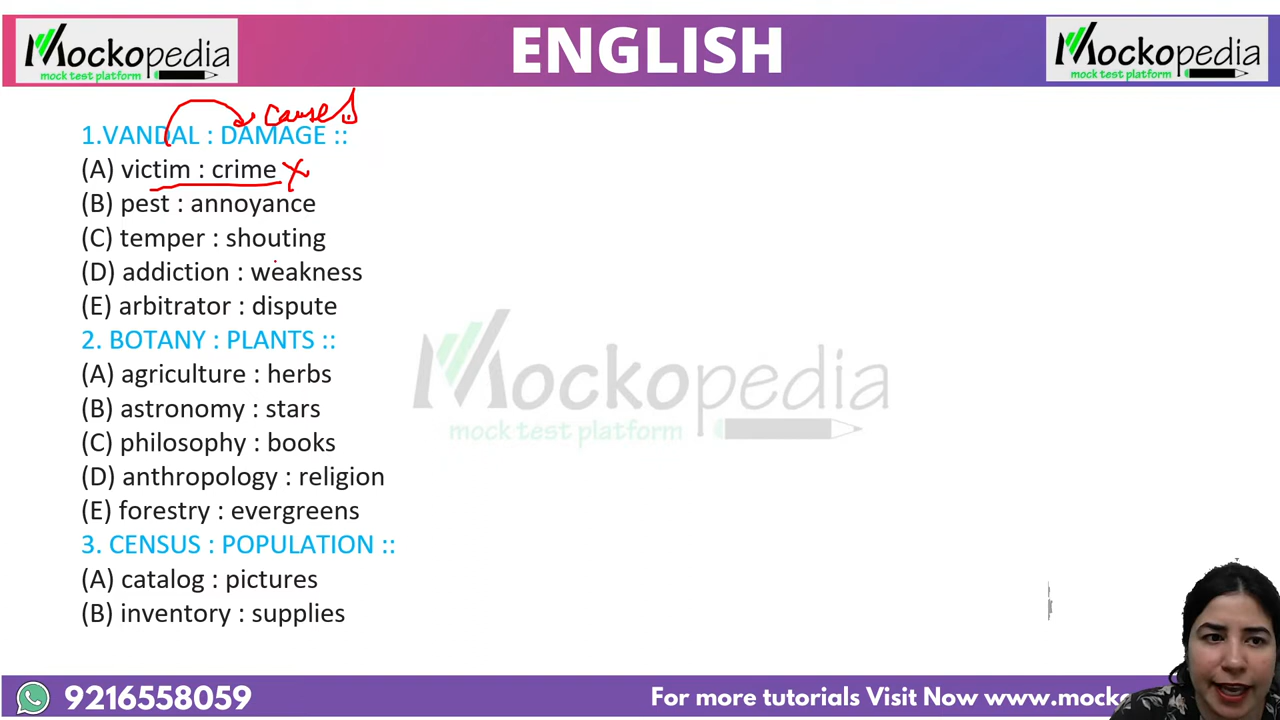 Mockopedia
mock test platform
ENGLISH
Mockopedia
mock test platform
causes
1.VANDAL : DAMAGE ::
(A) victim : crime X
(B) pest : annoyance
(C) temper : shouting
(D) addiction : weakness
(E) arbitrator : dispute
2. BOTANY : PLANTS ::
(A) agriculture : herbs
(B) astronomy : stars
(C) philosophy : books
(D) anthropology : religion
(E) forestry : evergreens
3. CENSUS : POPULATION ::
(A) catalog : pictures
(B) inventory : supplies
Mockopedia
mock test platform
9216558059
For more tutorials Visit Now www.mock